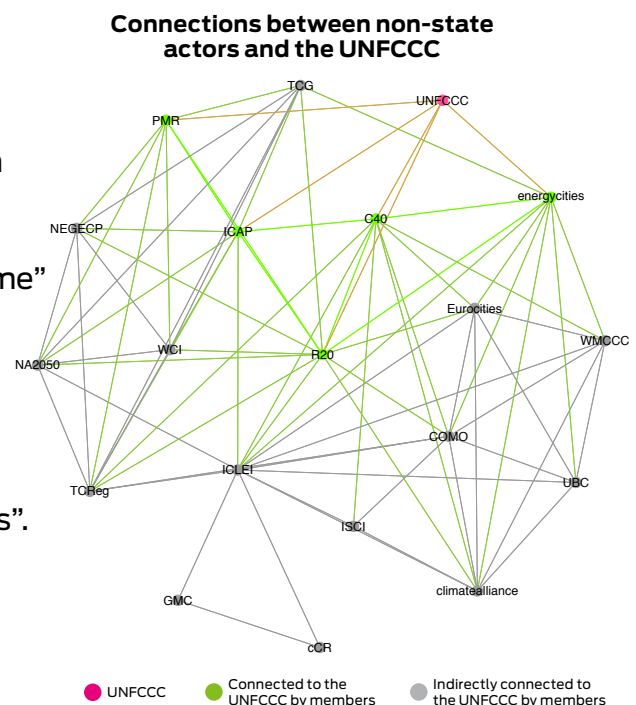 Connections between non-state
actors and the UNFCCC
TCG
UNFCCC
PMR
energycities
C40
NEGECP
ICAP
me”
Eurocities
WMCCC
WCI
R20
NA2050
COMO
ICLEI
UBC
TCReg
s”.
ISCI
climatealliance
GMC
cCR
UNFCCC
Connected to the
UNFCCC by members
Indirectly connected to
the UNFCCC by members